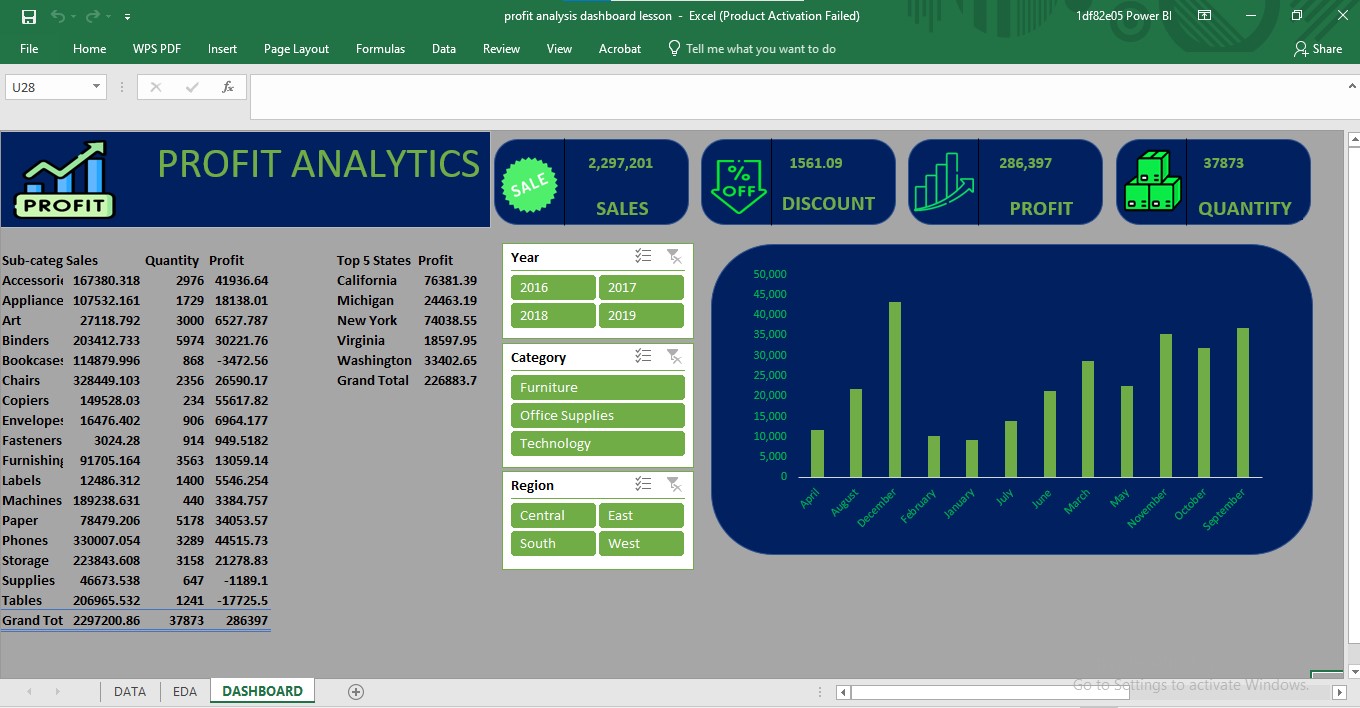 profit analysis dashboard lesson - Excel (Product Activation Failed)
1df82e05 Power BI
File Home WPS PDF Insert Page Layout Formulas Data Review View Acrobat Tell me what you want to do Share
U28
fx
PROFIT
PROFIT ANALYTICS
SALE
2,297,201
SALES
% OFF
1561.09
DISCOUNT
286,397
PROFIT
37873
QUANTITY
Sub-categ Sales Quantity Profit
Accessorie 167380.318 2976 41936.64
Appliance 107532.161 1729 18138.01
Art 27118.792 3000 6527.787
Binders 203412.733 5974 30221.76
Bookcases 114879.996 868 -3472.56
Chairs 328449.103 2356 26590.17
Copiers 149528.03 234 55617.82
Envelopes 16476.402 906 6964.177
Fasteners 3024.28 914 949.5182
Furnishing 91705.164 3563 13059.14
Labels 12486.312 1400 5546.254
Machines 189238.631 440 3384.757
Paper 78479.206 5178 34053.57
Phones 330007.054 3289 44515.73
Storage 223843.608 3158 21278.83
Supplies 46673.538 647 -1189.1
Tables 206965.532 1241 -17725.5
Grand Tot 2297200.86 37873 286397
Top 5 States Profit
California 76381.39
Michigan 24463.19
New York 74038.55
Virginia 18597.95
Washington 33402.65
Grand Total 226883.7
Year
2016 2017
2018 2019
Category
Furniture
Office Supplies
Technology
Region
Central East
South West
50,000
45,000
40,000
35,000
30,000
25,000
20,000
15,000
10,000
5,000
0
April August December February January July June March May November October September
Go to Settings to activate Windows.
DATA EDA DASHBOARD